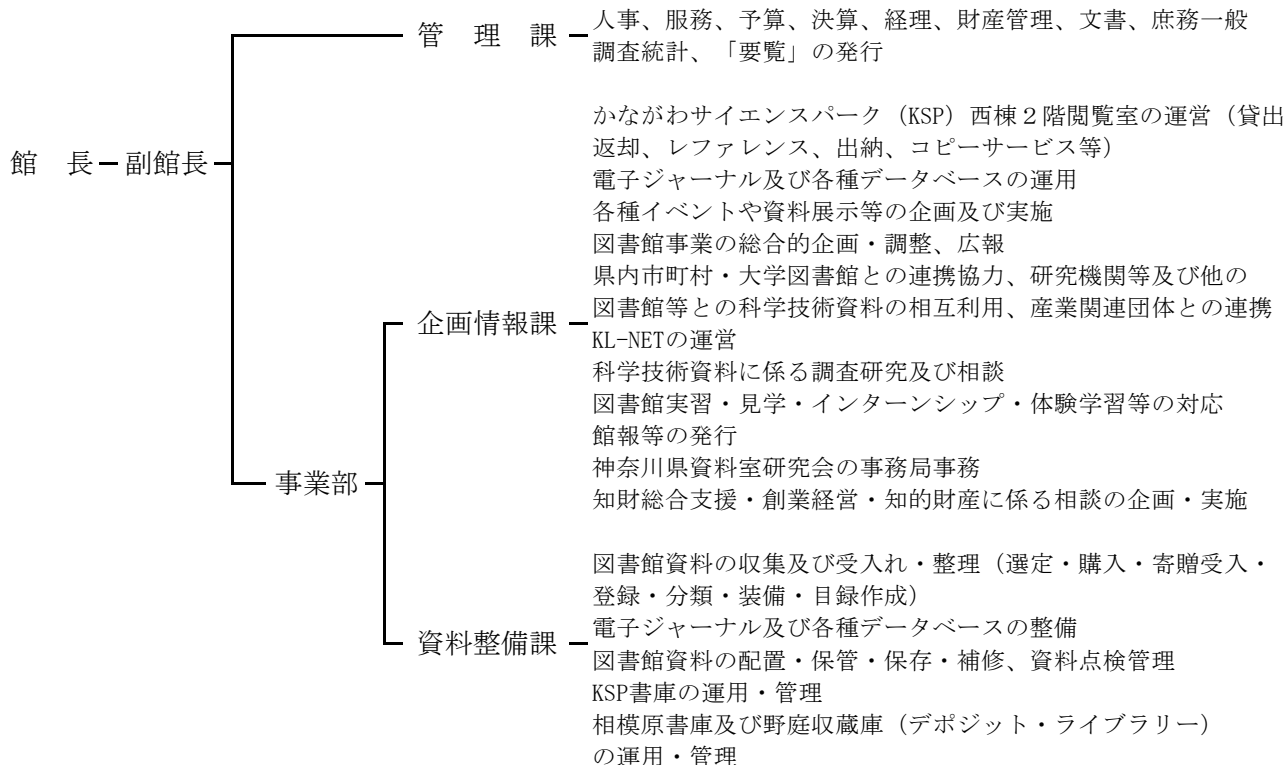 管　理　課
人事、服務、予算、決算、経理、財産管理、文書、庶務一般
調査統計、「要覧」の発行
館　長
副館長
かながわサイエンスパーク（KSP）西棟２階閲覧室の運営（貸出
返却、レファレンス、出納、コピーサービス等）
電子ジャーナル及び各種データベースの運用
各種イベントや資料展示等の企画及び実施
図書館事業の総合的企画・調整、広報
県内市町村・大学図書館との連携協力、研究機関等及び他の
企画情報課
図書館等との科学技術資料の相互利用、産業関連団体との連携
KL-NETの運営
科学技術資料に係る調査研究及び相談
図書館実習・見学・インターンシップ・体験学習等の対応
館報等の発行
事業部
神奈川県資料室研究会の事務局事務
知財総合支援・創業経営・知的財産に係る相談の企画・実施
図書館資料の収集及び受入れ・整理（選定・購入・寄贈受入・
登録・分類・装備・目録作成）
資料整備課
電子ジャーナル及び各種データベースの整備
図書館資料の配置・保管・保存・補修、資料点検管理
KSP書庫の運用・管理
相模原書庫及び野庭収蔵庫（デポジット・ライブラリー）
の運用・管理